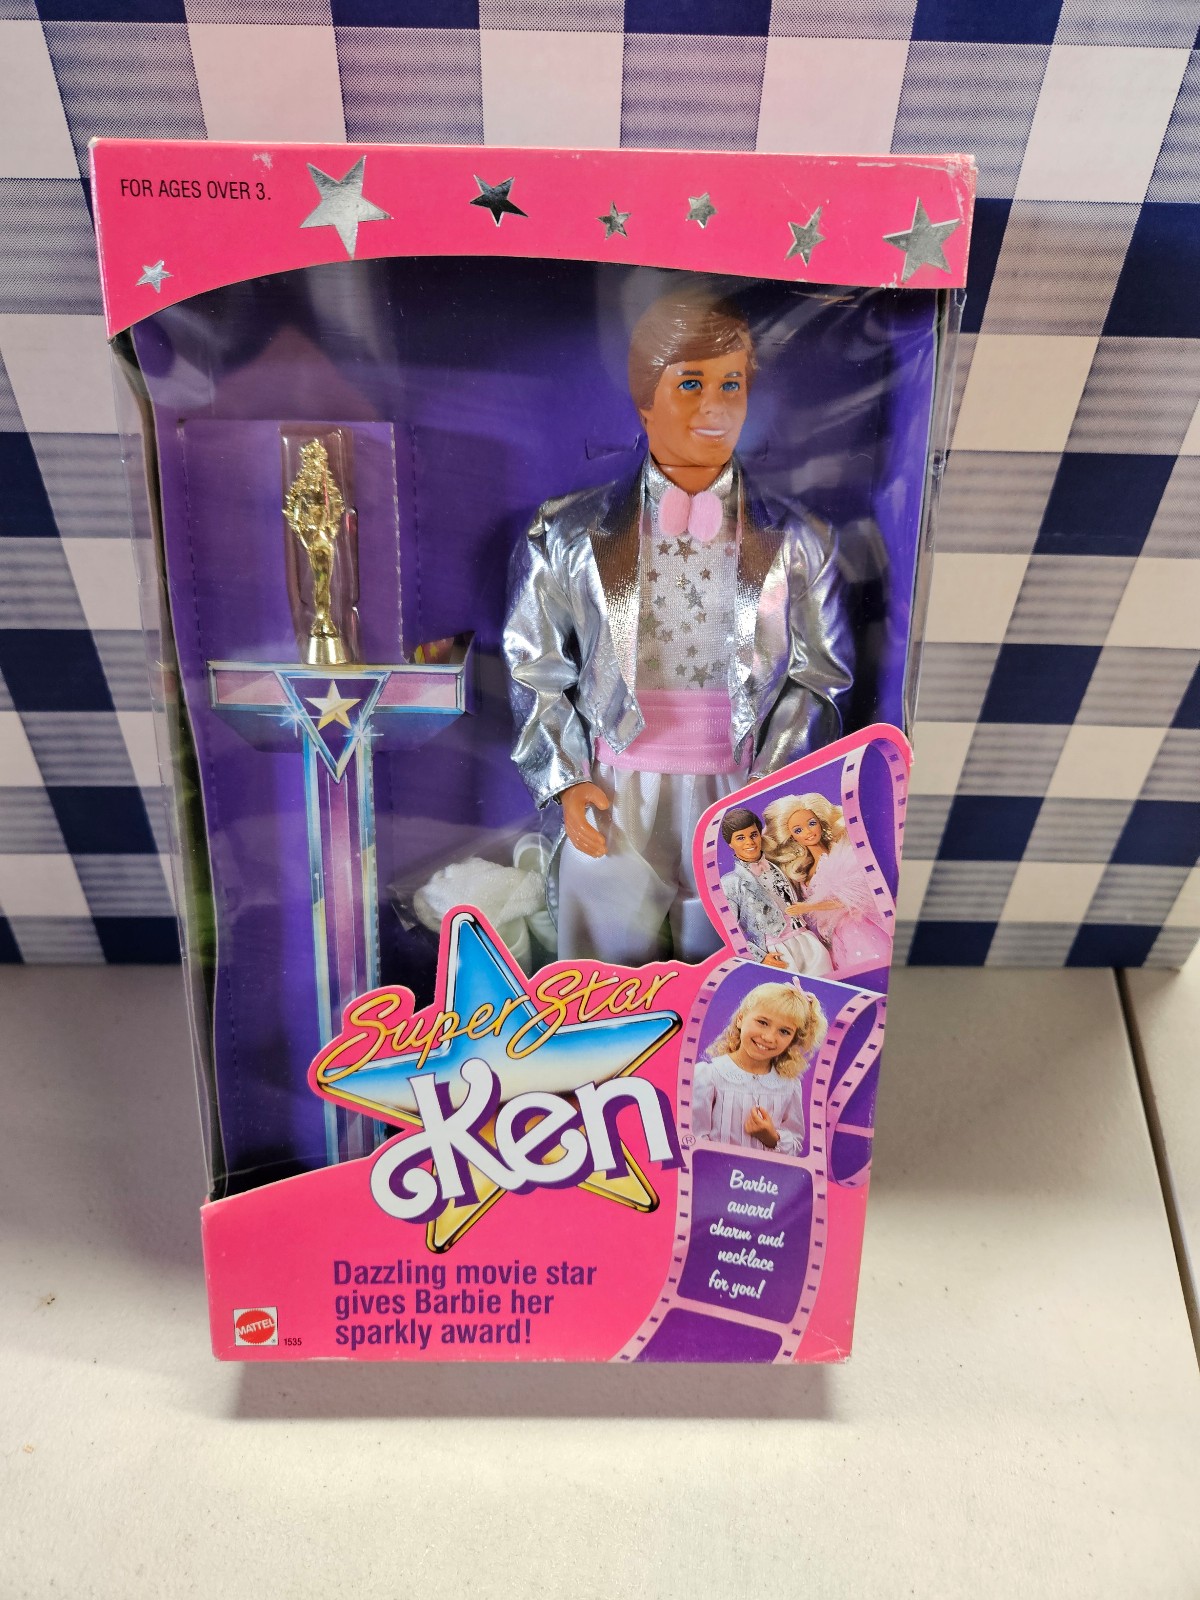 FOR AGES OVER 3.
Super Star
Ken
®
Barbie
award
charm and
necklace
for you!
Dazzling movie star
gives Barbie her
sparkly award!
MATTEL
®
1535